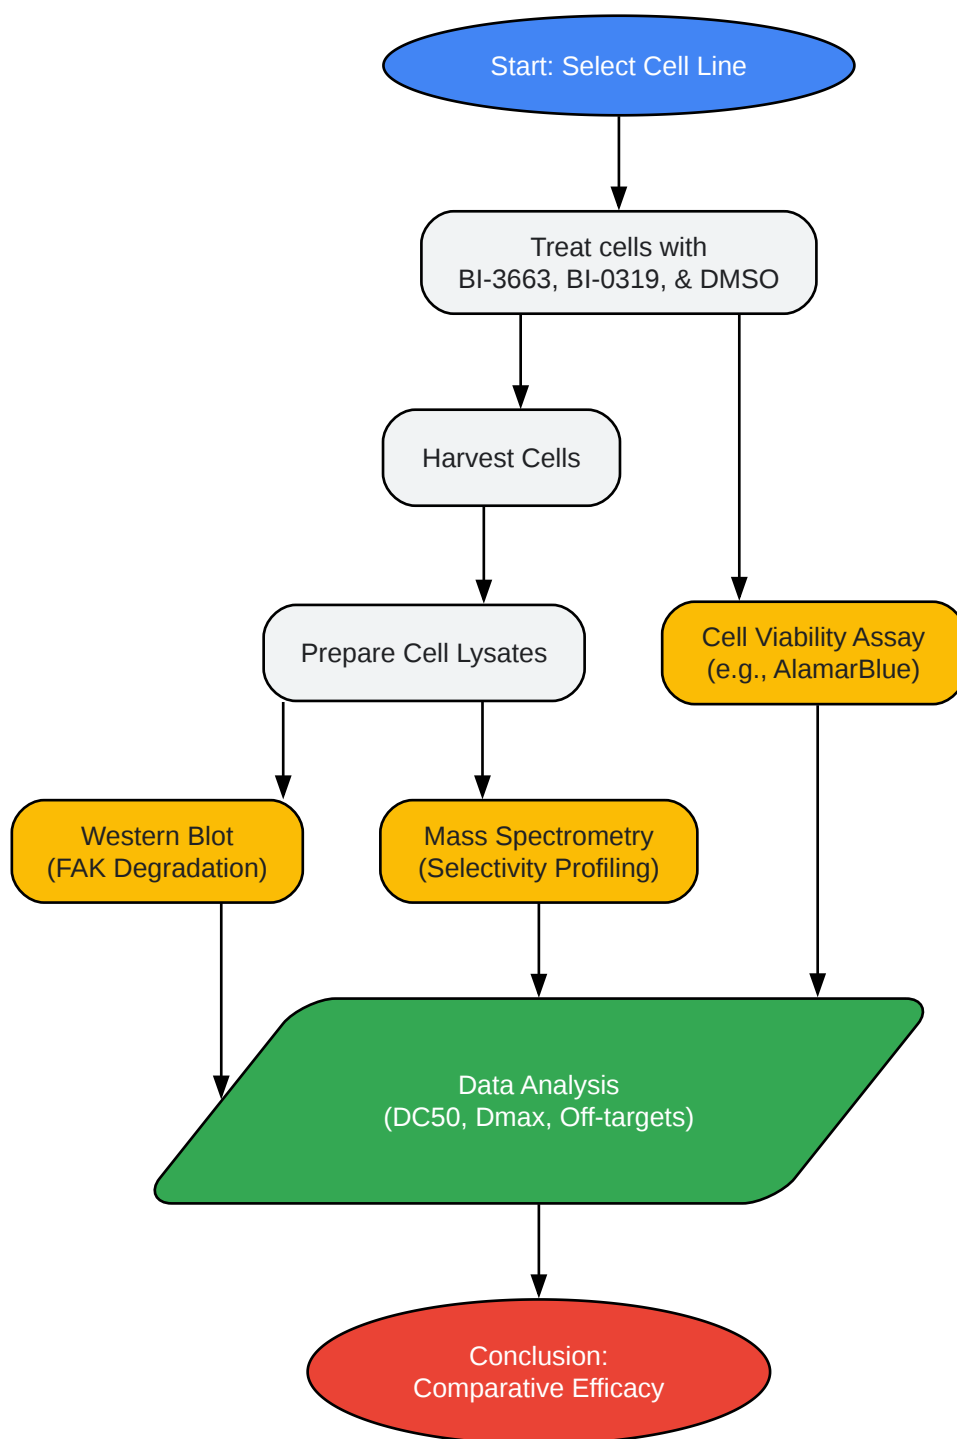 Start: Select Cell Line
Treat cells with
BI-3663, BI-0319, & DMSO
Harvest Cells
Prepare Cell Lysates
Cell Viability Assay
(e.g., AlamarBlue)
Western Blot
(FAK Degradation)
Mass Spectrometry
(Selectivity Profiling)
Data Analysis
(DC50, Dmax, Off-targets)
Conclusion:
Comparative Efficacy